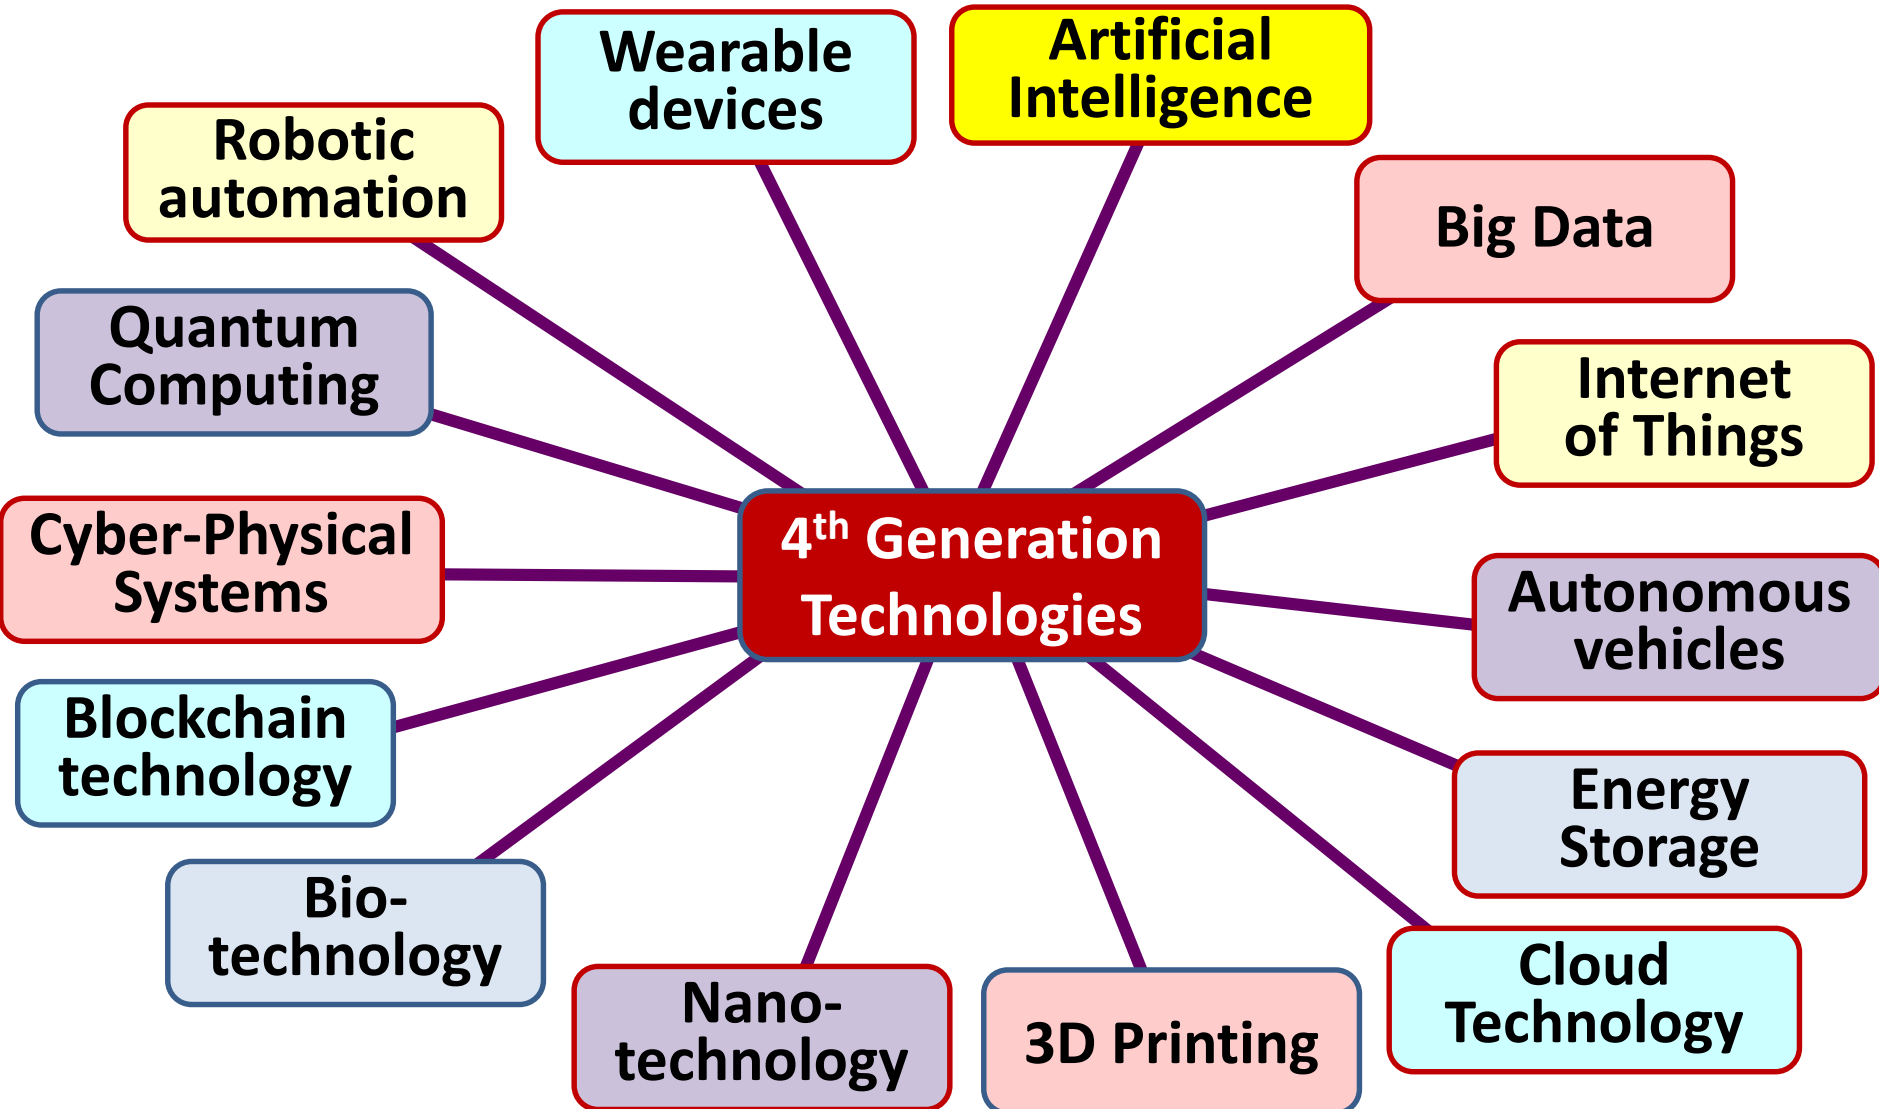 Wearable
devices
Artificial
Intelligence
Robotic
automation
Big Data
Quantum
Computing
Internet
of Things
Cyber-Physical
Systems
4th Generation
Technologies
Autonomous
vehicles
Blockchain
technology
Energy
Storage
Bio-
technology
Nano-
technology
3D Printing
Cloud
Technology